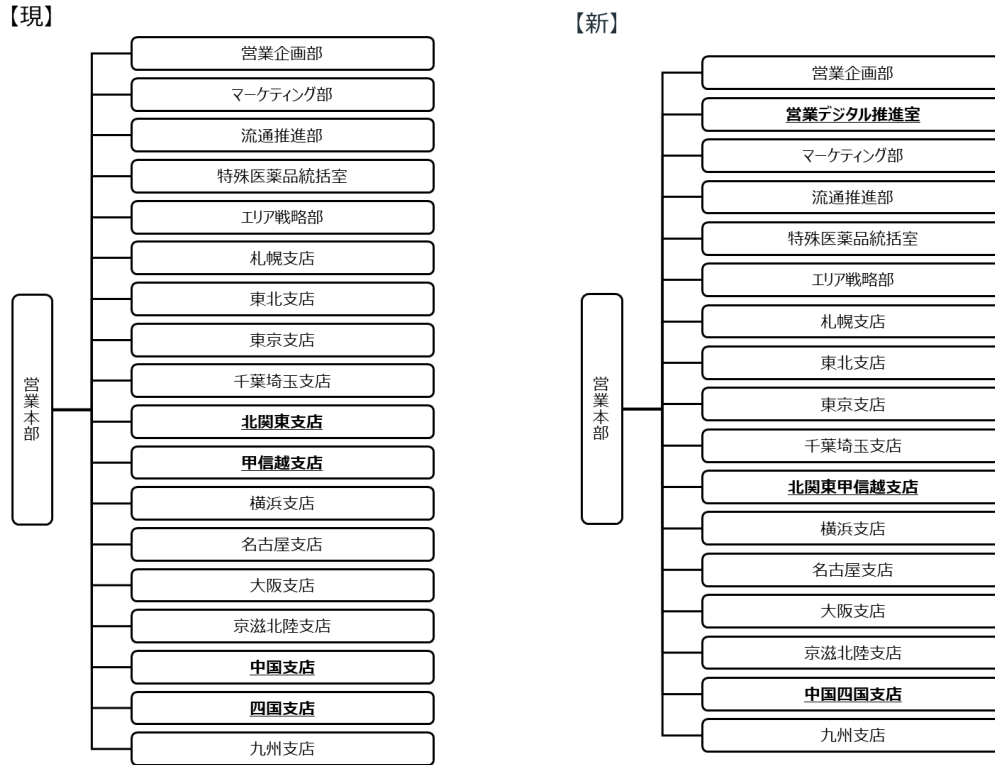 【現】
営業本部
営業企画部
マーケティング部
流通推進部
特殊医薬品統括室
エリア戦略部
札幌支店
東北支店
東京支店
千葉埼玉支店
北関東支店
甲信越支店
横浜支店
名古屋支店
大阪支店
京滋北陸支店
中国支店
四国支店
九州支店
【新】
営業本部
営業企画部
営業デジタル推進室
マーケティング部
流通推進部
特殊医薬品統括室
エリア戦略部
札幌支店
東北支店
東京支店
千葉埼玉支店
北関東甲信越支店
横浜支店
名古屋支店
大阪支店
京滋北陸支店
中国四国支店
九州支店